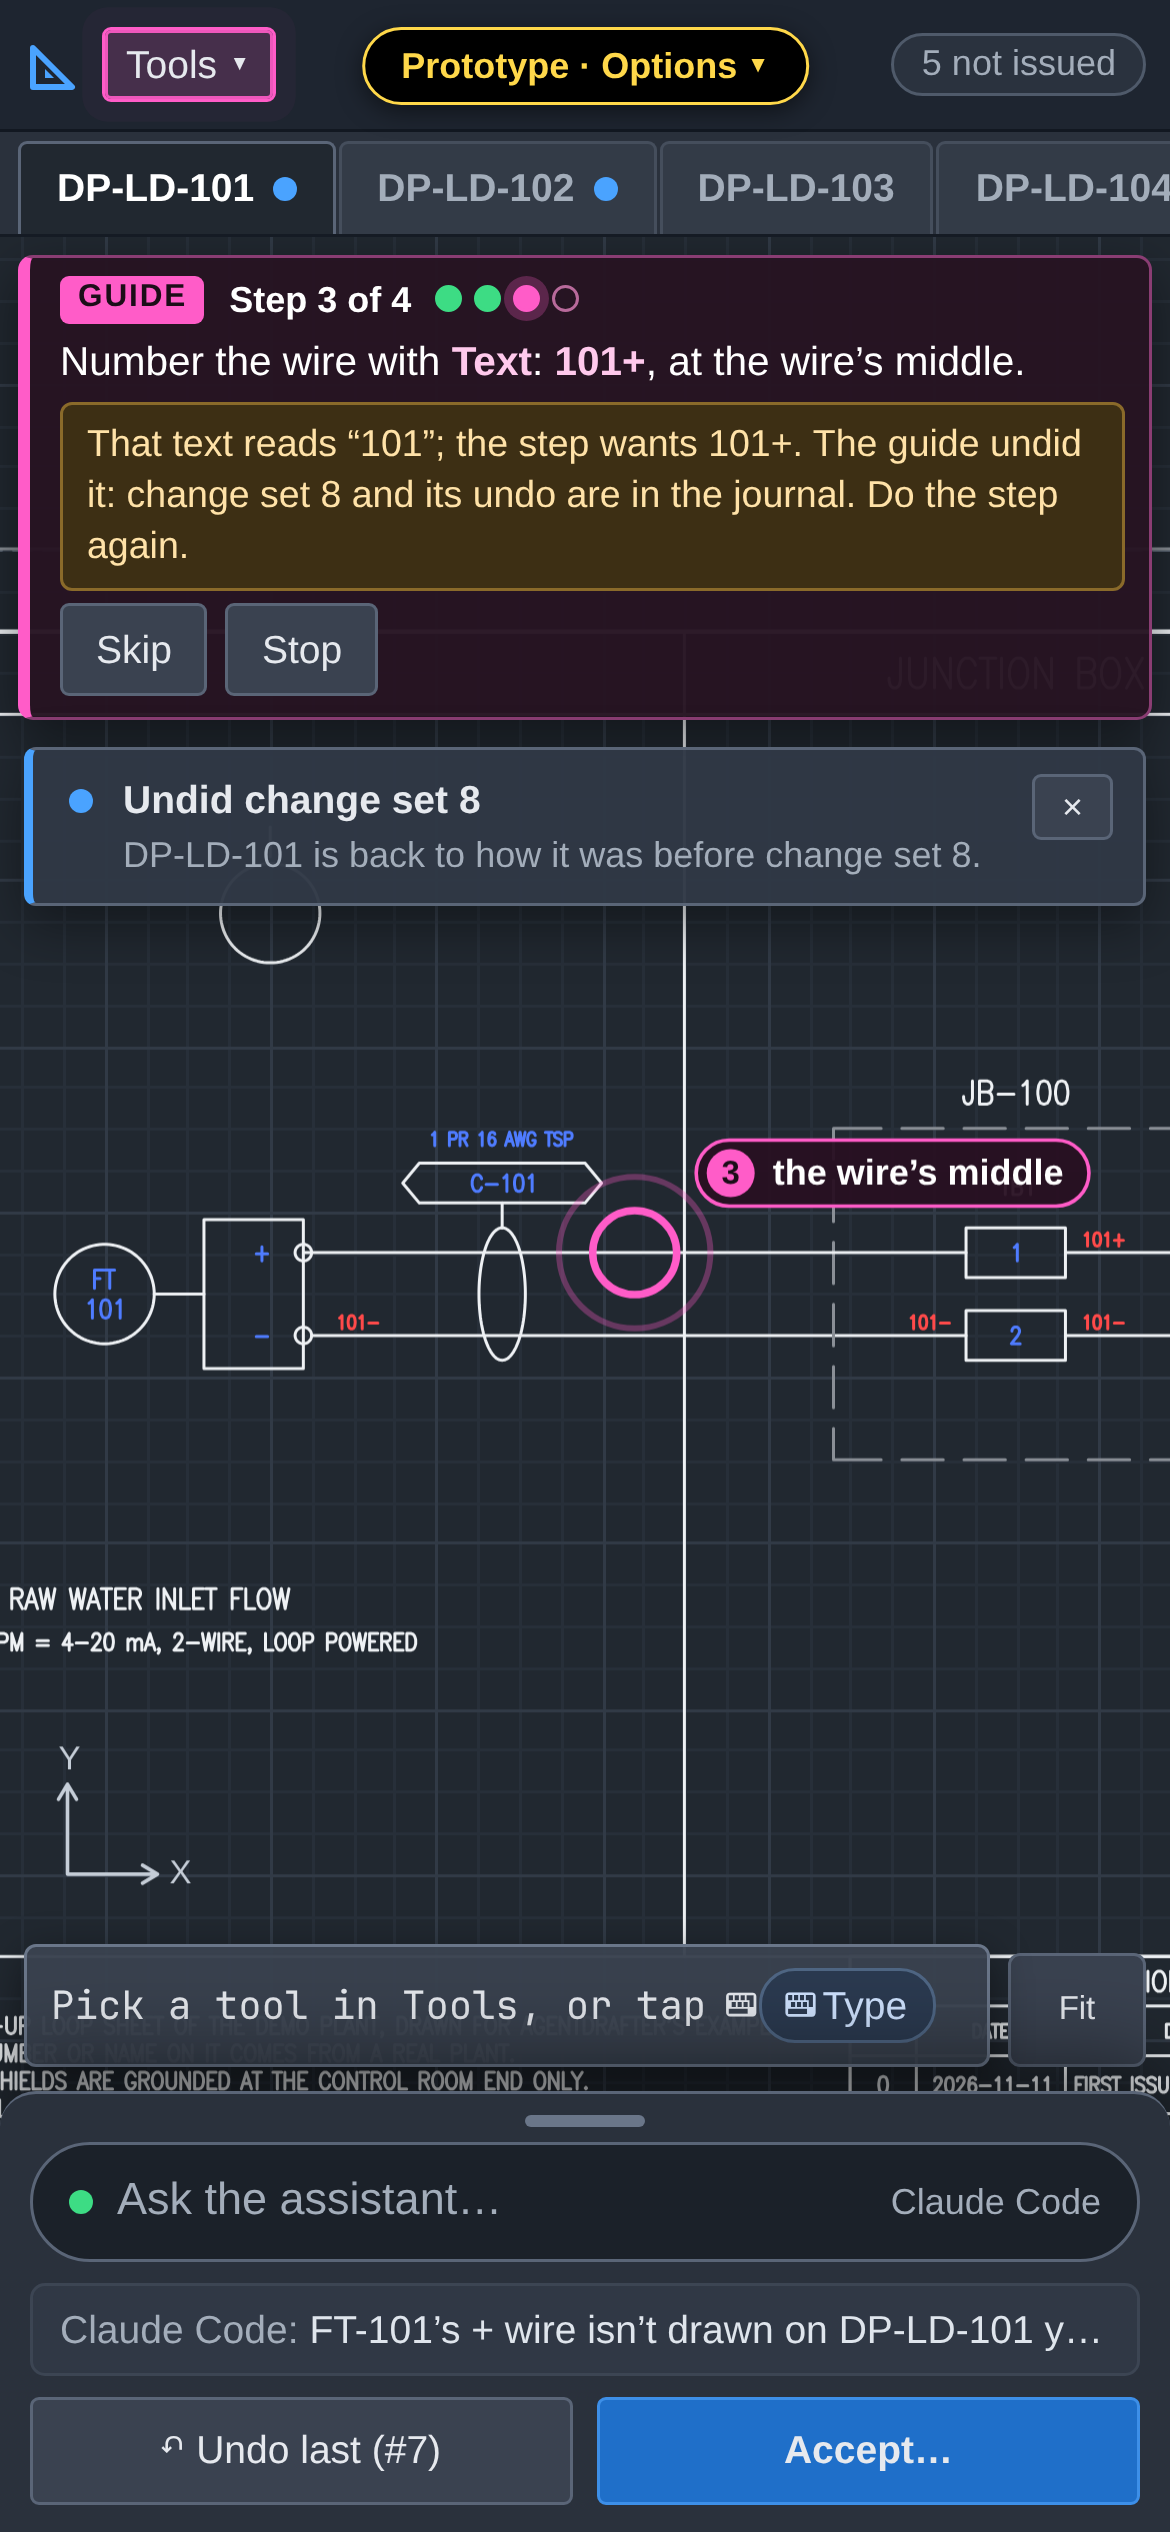 Tools ▼
Prototype · Options ▼
5 not issued
DP-LD-101
DP-LD-102
DP-LD-103
DP-LD-104
GUIDE Step 3 of 4
Number the wire with Text: 101+, at the wire’s middle.
That text reads “101”; the step wants 101+. The guide undid
it: change set 8 and its undo are in the journal. Do the step
again.
Skip
Stop
JUNCTION BOX
Undid change set 8
×
DP-LD-101 is back to how it was before change set 8.
JB-100
1 PR 16 AWG TSP
3 the wire’s middle
C-101
+
1
101+
FT
101
−
101-
101-
2
101-
RAW WATER INLET FLOW
PM = 4-20 mA, 2-WIRE, LOOP POWERED
Y
X
Pick a tool in Tools, or tap ⌨
⌨ Type
Fit
HIELDS ARE GROUNDED AT THE CONTROL ROOM END ONLY.
0
2026-11-11
FIRST ISSU
Ask the assistant…
Claude Code
Claude Code: FT-101’s + wire isn’t drawn on DP-LD-101 y…
↶ Undo last (#7)
Accept…